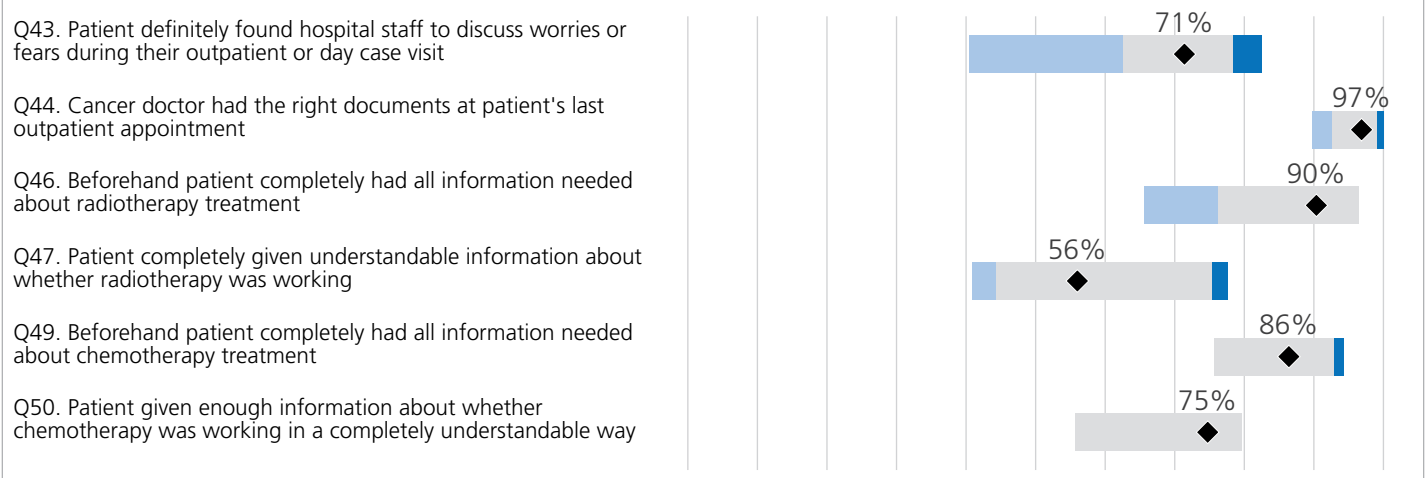 Q43. Patient definitely found hospital staff to discuss worries or
fears during their outpatient or day case visit
71%
Q44. Cancer doctor had the right documents at patient's last
outpatient appointment
97%
Q46. Beforehand patient completely had all information needed
about radiotherapy treatment
90%
Q47. Patient completely given understandable information about
whether radiotherapy was working
56%
Q49. Beforehand patient completely had all information needed
about chemotherapy treatment
86%
Q50. Patient given enough information about whether
chemotherapy was working in a completely understandable way
75%